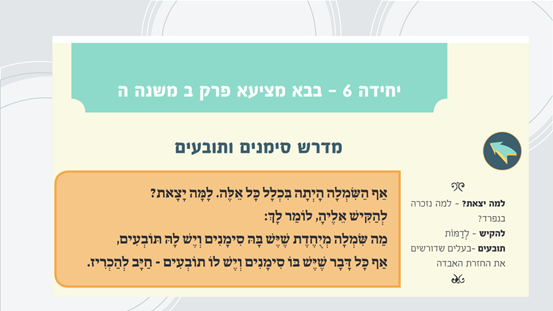 יחידה 6 - בבא מציעא פרק ב משנה ה
מדרש סימנים ותובעים
אַף הַשִּׂמְלָה הָיְתָה בִּכְלָל כָּל אֵלֶּה. לָמָּה יָצָאת?
לְהַקִּישׁ אֵלֶיהָ, לוֹמַר לָךְ:
מַה שִּׂמְלָה מְיֻחֶדֶת שֶׁיֵּשׁ בָּהּ סִימָנִים וְיֵשׁ לָהּ תּוֹבְעִים,
אַף כָּל דָּבָר שֶׁיֵּשׁ בּוֹ סִימָנִים וְיֵשׁ לוֹ תּוֹבְעִים - חַיָּב לְהַכְרִיז.
למה יצאת? - למה נזכרה
בנפרד?
להקיש - לְדַמּוֹת
תובעים -בעלים שדורשים
את החזרת האבדה